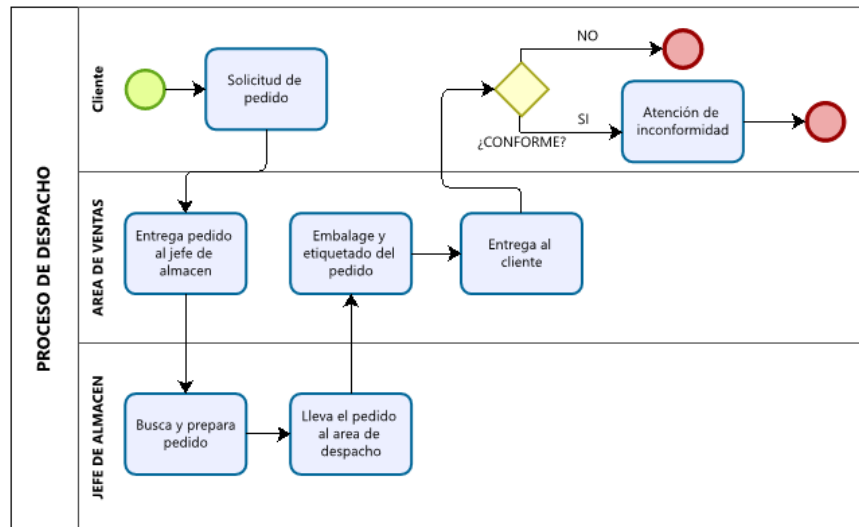 PROCESO DE DESPACHO
Cliente
Solicitud de
pedido
NO
SI
¿CONFORME?
Atención de
inconformidad
AREA DE VENTAS
Entrega pedido
al jefe de
almacen
Embalage y
etiquetado del
pedido
Entrega al
cliente
JEFE DE ALMACEN
Busca y prepara
pedido
Lleva el pedido
al area de
despacho